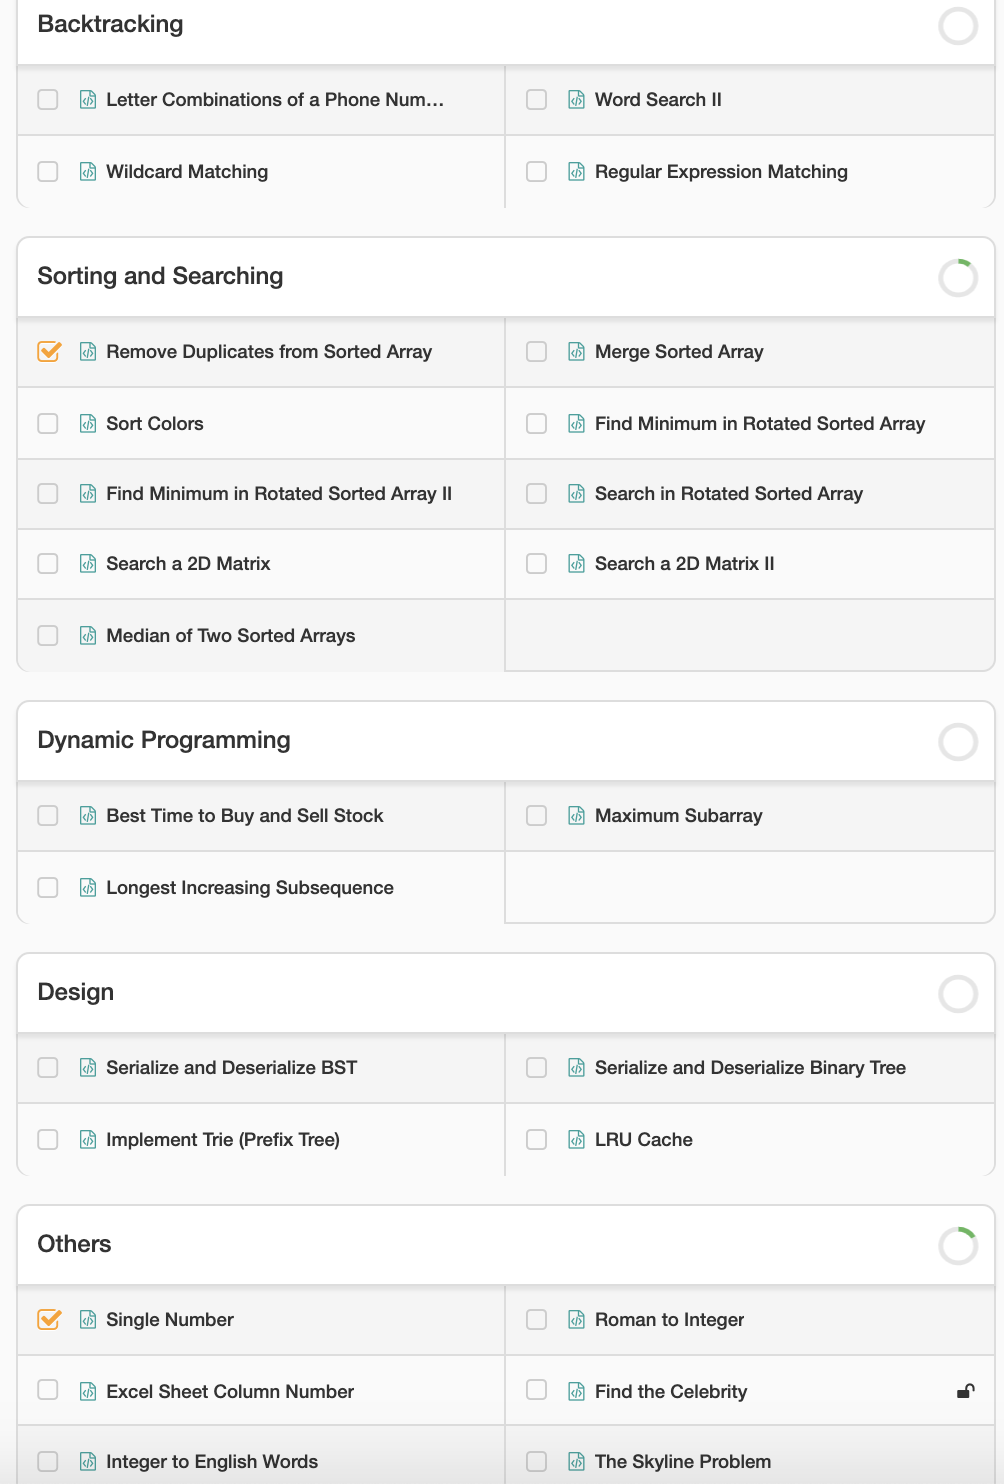 Backtracking
Letter Combinations of a Phone Num...
Word Search II
Wildcard Matching
Regular Expression Matching
Sorting and Searching
Remove Duplicates from Sorted Array
Merge Sorted Array
Sort Colors
Find Minimum in Rotated Sorted Array
Find Minimum in Rotated Sorted Array II
Search in Rotated Sorted Array
Search a 2D Matrix
Search a 2D Matrix II
Median of Two Sorted Arrays
Dynamic Programming
Best Time to Buy and Sell Stock
Maximum Subarray
Longest Increasing Subsequence
Design
Serialize and Deserialize BST
Serialize and Deserialize Binary Tree
Implement Trie (Prefix Tree)
LRU Cache
Others
Single Number
Roman to Integer
Excel Sheet Column Number
Find the Celebrity
Integer to English Words
The Skyline Problem